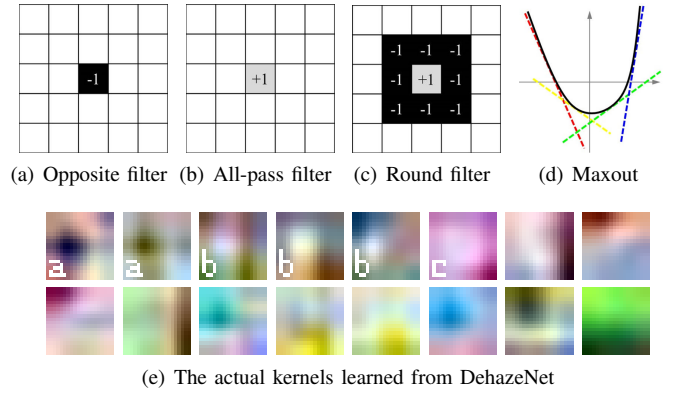 -1
+1
-1 -1 -1
-1 +1 -1
-1 -1 -1
(a) Opposite filter (b) All-pass filter (c) Round filter (d) Maxout
a a b b b c
(e) The actual kernels learned from DehazeNet